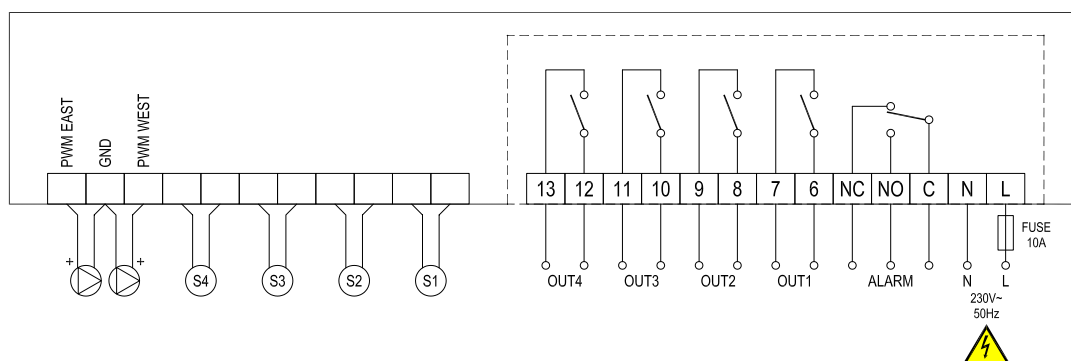 PWM EAST
GND
PWM WEST
13 12 11 10 9 8 7 6 NC NO C N L
FUSE
10A
+ + S4 S3 S2 S1
OUT4 OUT3 OUT2 OUT1 ALARM N L
230V~
50Hz